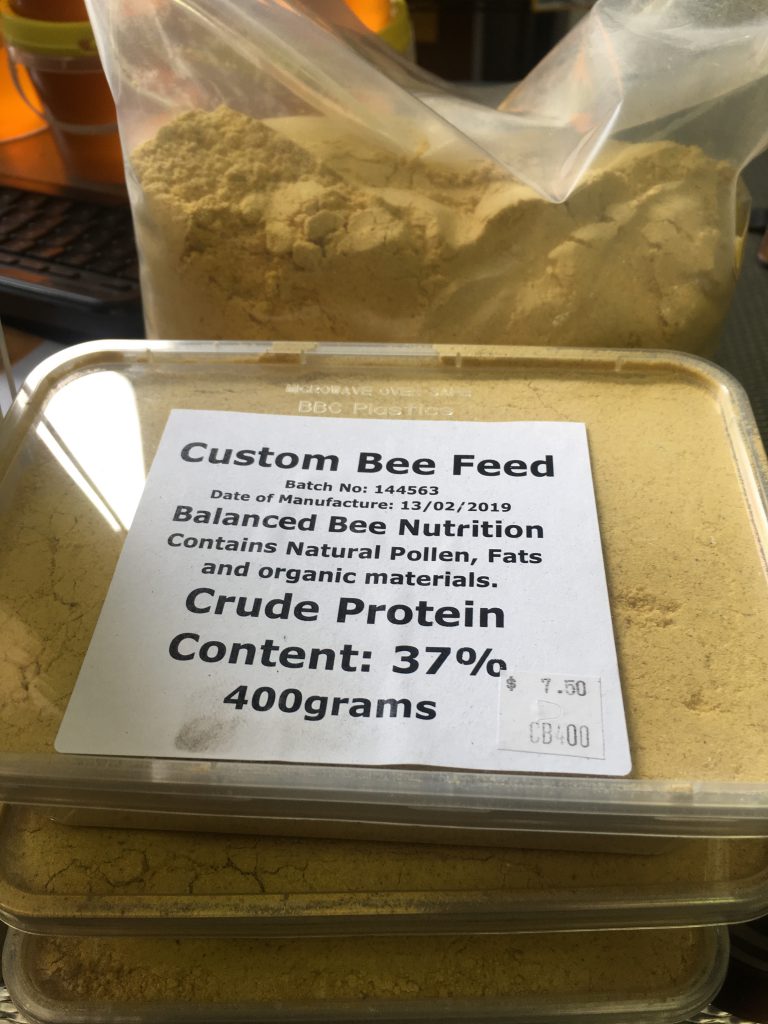 MICROWAVE OVEN SAFE
BBC Plastics
Custom Bee Feed
Batch No: 144563
Date of Manufacture: 13/02/2019
Balanced Bee Nutrition
Contains Natural Pollen, Fats
and organic materials.
Crude Protein
Content: 37%
400grams
$ 7.50
CB400